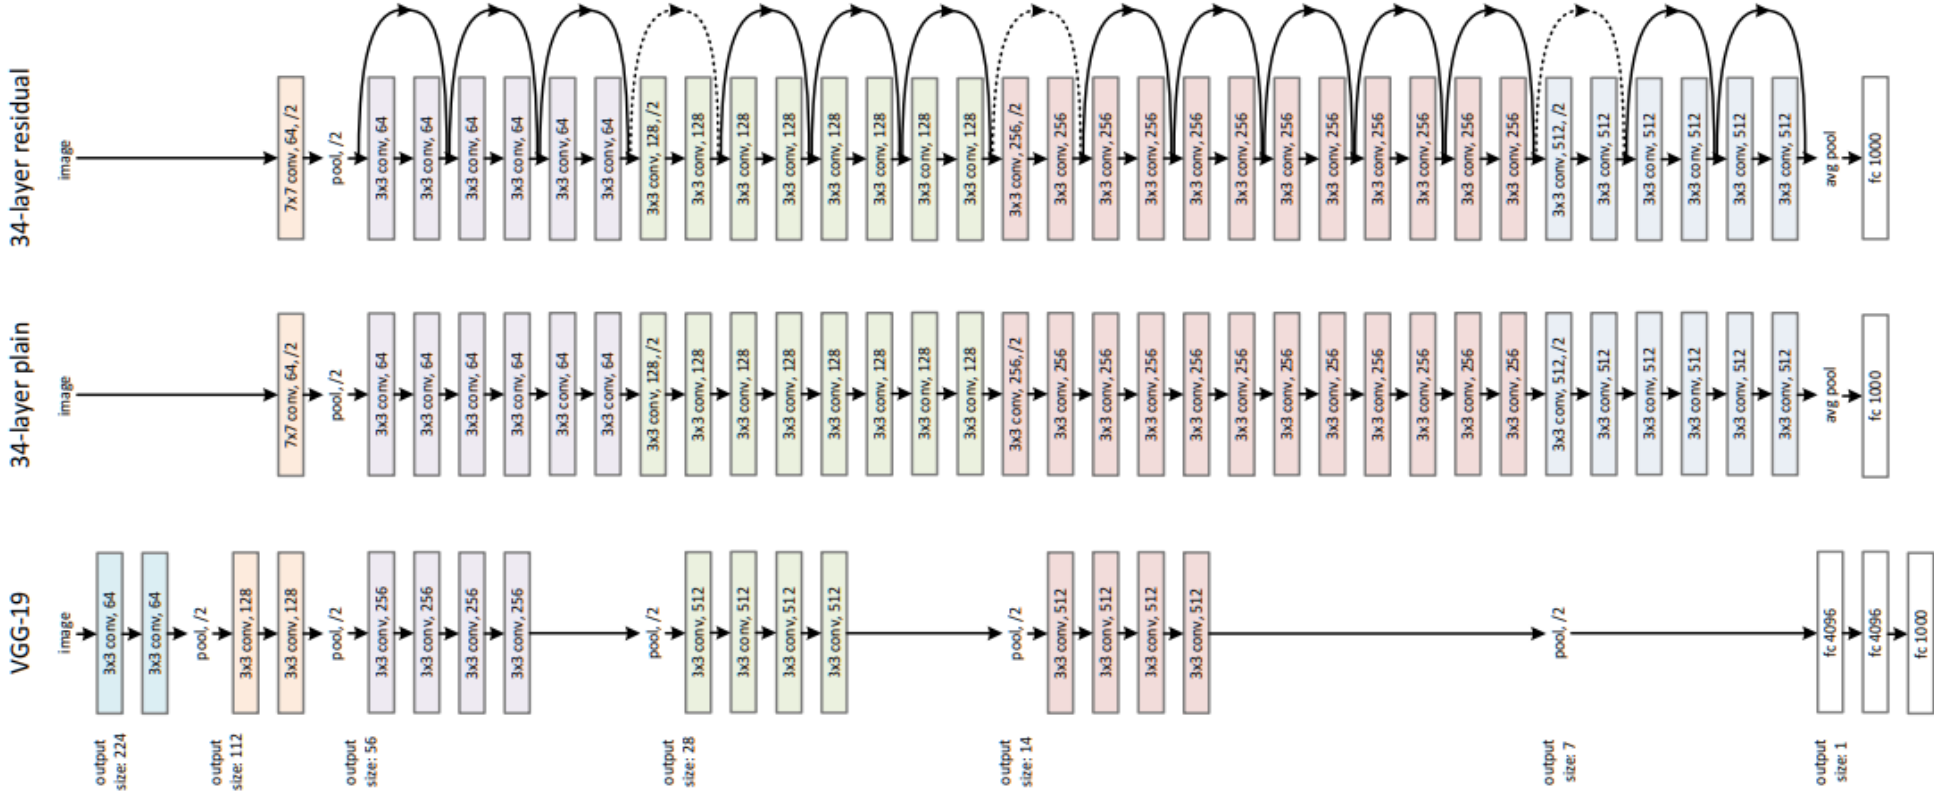 34-layer residual
image
7x7 conv, 64, /2
pool, /2
3x3 conv, 64
3x3 conv, 64
3x3 conv, 64
3x3 conv, 64
3x3 conv, 64
3x3 conv, 64
3x3 conv, 128, /2
3x3 conv, 128
3x3 conv, 128
3x3 conv, 128
3x3 conv, 128
3x3 conv, 128
3x3 conv, 128
3x3 conv, 128
3x3 conv, 256, /2
3x3 conv, 256
3x3 conv, 256
3x3 conv, 256
3x3 conv, 256
3x3 conv, 256
3x3 conv, 256
3x3 conv, 256
3x3 conv, 256
3x3 conv, 256
3x3 conv, 256
3x3 conv, 256
3x3 conv, 512, /2
3x3 conv, 512
3x3 conv, 512
3x3 conv, 512
3x3 conv, 512
3x3 conv, 512
avg pool
fc 1000
34-layer plain
image
7x7 conv, 64, /2
pool, /2
3x3 conv, 64
3x3 conv, 64
3x3 conv, 64
3x3 conv, 64
3x3 conv, 64
3x3 conv, 64
3x3 conv, 128, /2
3x3 conv, 128
3x3 conv, 128
3x3 conv, 128
3x3 conv, 128
3x3 conv, 128
3x3 conv, 128
3x3 conv, 128
3x3 conv, 256, /2
3x3 conv, 256
3x3 conv, 256
3x3 conv, 256
3x3 conv, 256
3x3 conv, 256
3x3 conv, 256
3x3 conv, 256
3x3 conv, 256
3x3 conv, 256
3x3 conv, 256
3x3 conv, 256
3x3 conv, 512, /2
3x3 conv, 512
3x3 conv, 512
3x3 conv, 512
3x3 conv, 512
3x3 conv, 512
avg pool
fc 1000
VGG-19
image
3x3 conv, 64
3x3 conv, 64
pool, /2
3x3 conv, 128
3x3 conv, 128
pool, /2
3x3 conv, 256
3x3 conv, 256
3x3 conv, 256
3x3 conv, 256
pool, /2
3x3 conv, 512
3x3 conv, 512
3x3 conv, 512
3x3 conv, 512
pool, /2
3x3 conv, 512
3x3 conv, 512
3x3 conv, 512
3x3 conv, 512
pool, /2
fc 4096
fc 4096
fc 1000
output
size: 224
output
size: 112
output
size: 56
output
size: 28
output
size: 14
output
size: 7
output
size: 1